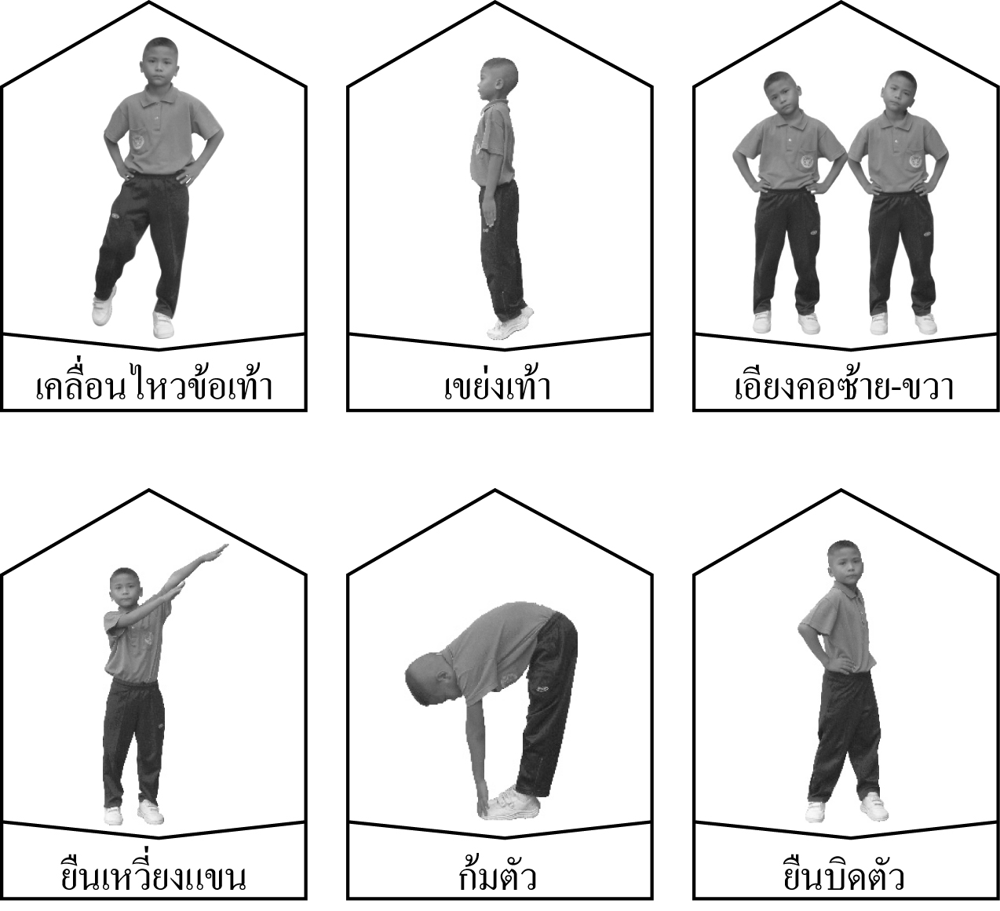 เคลื่อนไหวข้อเท้า
เขย่งเท้า
เอียงคอซ้าย-ขวา
ยืนเหวี่ยงแขน
ก้มตัว
ยืนบิดตัว